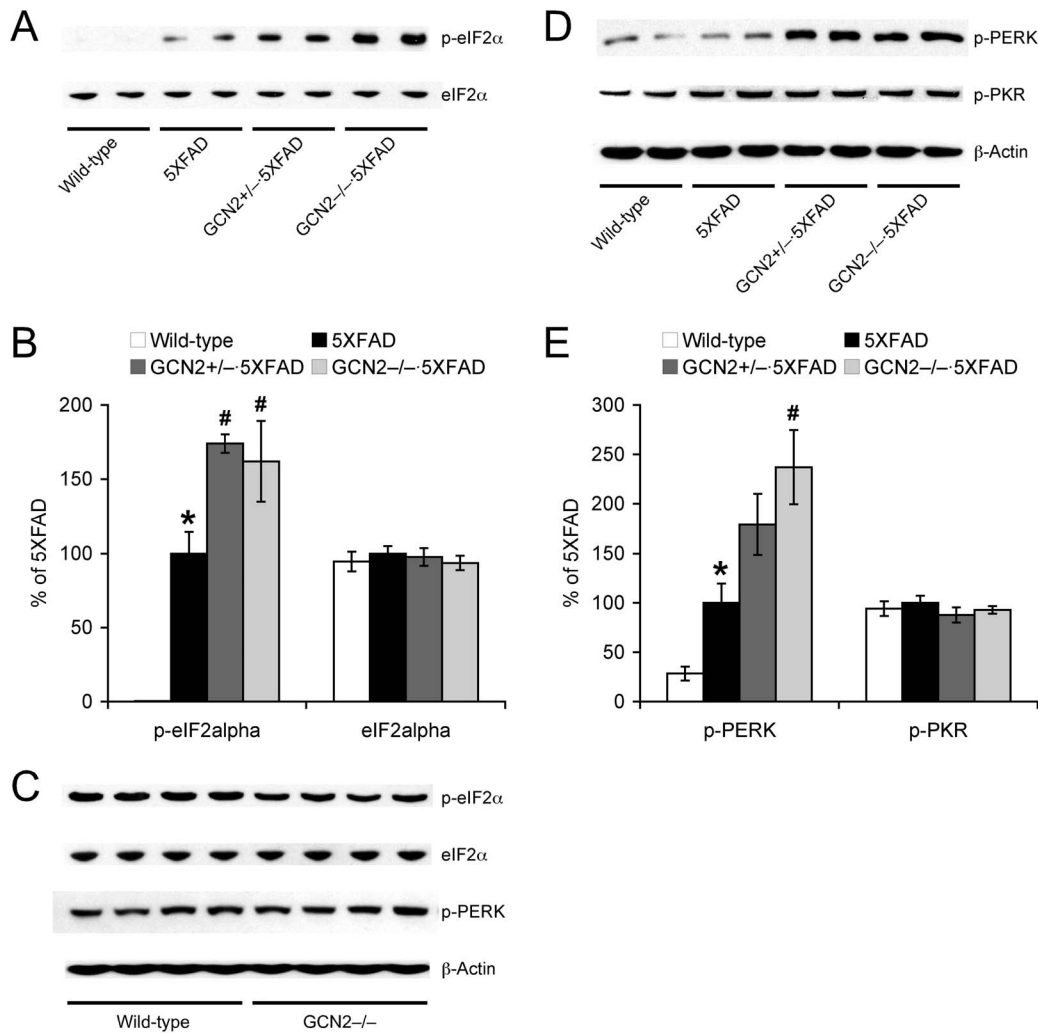 A
p-eIF2α
eIF2α
Wild-type
5XFAD
GCN2+/–·5XFAD
GCN2–/–·5XFAD
B
Wild-type
5XFAD
GCN2+/–·5XFAD
GCN2–/–·5XFAD
% of 5XFAD
200
150
100
50
0
*
#
#
p-eIF2alpha
eIF2alpha
C
p-eIF2α
eIF2α
p-PERK
β-Actin
Wild-type
GCN2–/–
D
p-PERK
p-PKR
β-Actin
Wild-type
5XFAD
GCN2+/–·5XFAD
GCN2–/–·5XFAD
E
Wild-type
5XFAD
GCN2+/–·5XFAD
GCN2–/–·5XFAD
% of 5XFAD
300
250
200
150
100
50
0
*
#
p-PERK
p-PKR